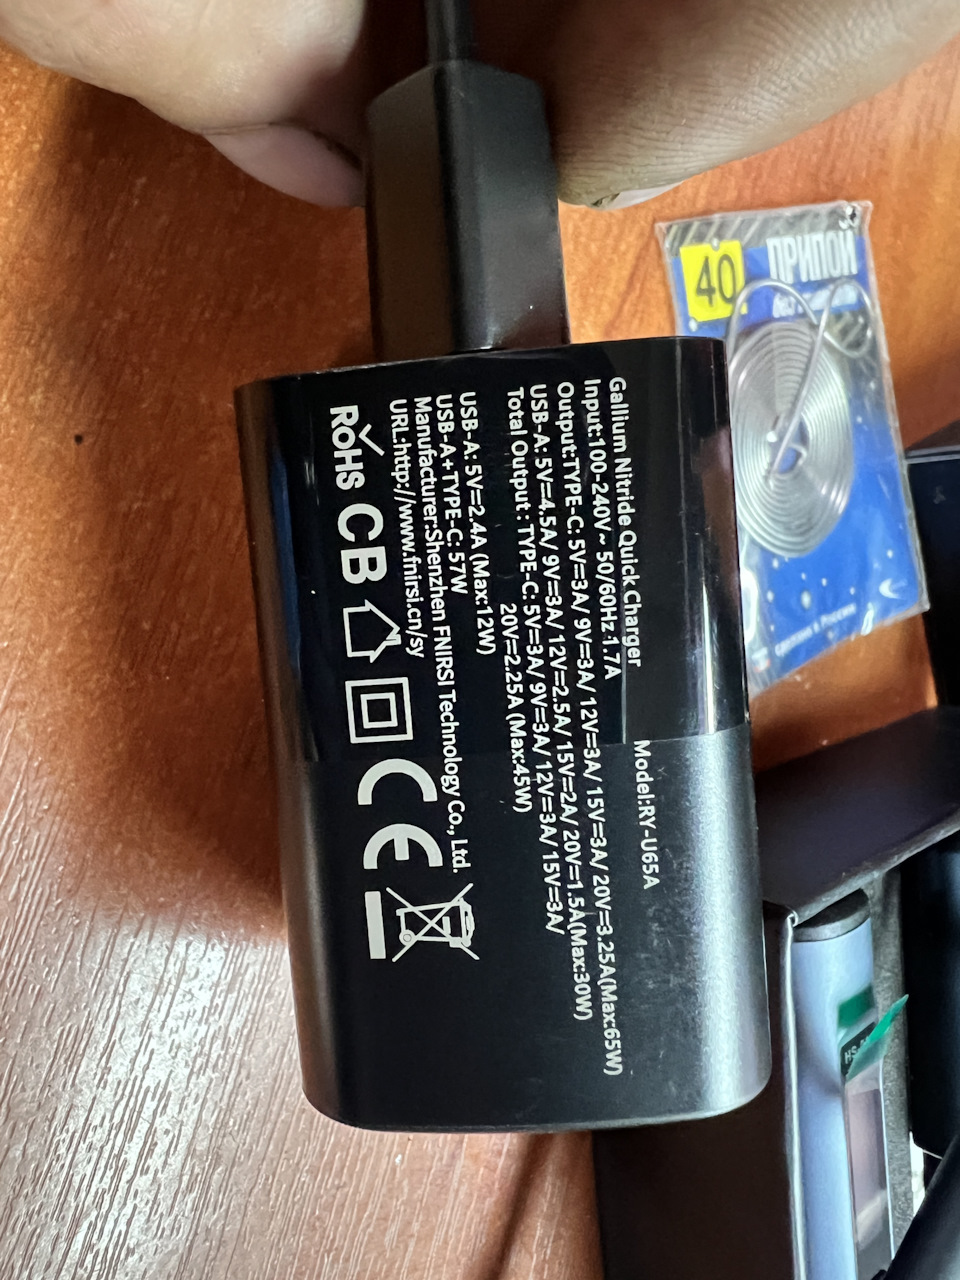 Gallium Nitride Quick Charger Model:RY-U65A
Input:100-240V~ 50/60Hz 1.7A
Output:TYPE-C: 5V=3A/ 9V=3A/ 12V=3A/ 15V=3A/ 20V=3.25A(Max:65W)
USB-A: 5V=4.5A/ 9V=3A/ 12V=2.5A/ 15V=2A/ 20V=1.5A(Max:30W)
Total Output : TYPE-C: 5V=3A/ 9V=3A/ 12V=3A/ 15V=3A/
20V=2.25A (Max:45W)
USB-A: 5V=2.4A (Max:12W)
USB-A+TYPE-C: 57W
Manufacturer:Shenzhen FNIRSI Technology Co., Ltd.
URL:http://www.fnirsi.cn/sy
RoHS CB CE
40
ПРИПОЙ
сделано в России
HS